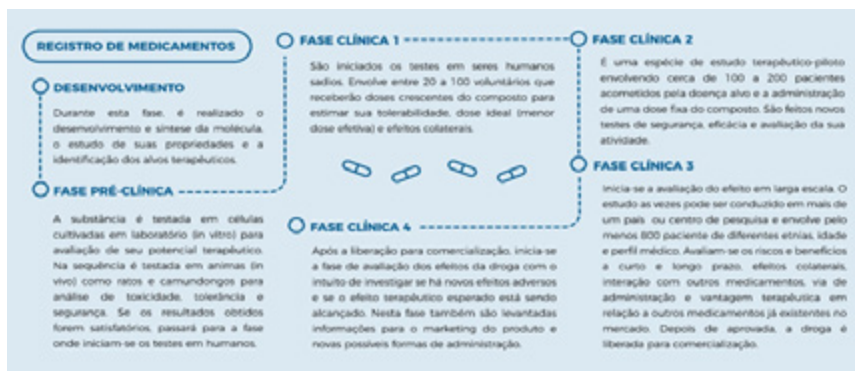 REGISTRO DE MEDICAMENTOS
DESENVOLVIMENTO
Durante esta fase, é realizado o
desenvolvimento e síntese da molécula,
o estudo de suas propriedades e a
identificação dos alvos terapêuticos.
FASE PRÉ-CLÍNICA
A substância é testada em células
cultivadas em laboratório (in vitro) para
avaliação de seu potencial terapêutico.
Na sequência é testada em animas (in
vivo) como ratos e camundongos para
análise de toxicidade, tolerância e
segurança. Se os resultados obtidos
forem satisfatórios, passará para a fase
onde iniciam-se os testes em humanos.
FASE CLÍNICA 1
São iniciados os testes em seres humanos
sadios. Envolve entre 20 a 100 voluntários que
receberão doses crescentes do composto para
estimar sua tolerabilidade, dose ideal (menor
dose efetiva) e efeitos colaterais.
FASE CLÍNICA 2
É uma espécie de estudo terapêutico-piloto
envolvendo cerca de 100 a 200 pacientes
acometidos pela doença alvo e a administração
de uma dose fixa do composto. São feitos novos
testes de segurança, eficácia e avaliação da sua
atividade.
FASE CLÍNICA 3
Inicia-se a avaliação do efeito em larga escala. O
estudo as vezes pode ser conduzido em mais de
um país ou centro de pesquisa e envolve pelo
menos 800 paciente de diferentes etnias, idade
e perfil médico. Avaliam-se os riscos e benefícios
a curto e longo prazo, efeitos colaterais,
interação com outros medicamentos, via de
administração e vantagem terapêutica em
relação a outros medicamentos já existentes no
mercado. Depois de aprovada, a droga é
liberada para comercialização.
FASE CLÍNICA 4
Após a liberação para comercialização, inicia-se
a fase de avaliação dos efeitos da droga com o
intuito de investigar se há novos efeitos adversos
e se o efeito terapêutico esperado está sendo
alcançado. Nesta fase também são levantadas
informações para o marketing do produto e
novas possíveis formas de administração.